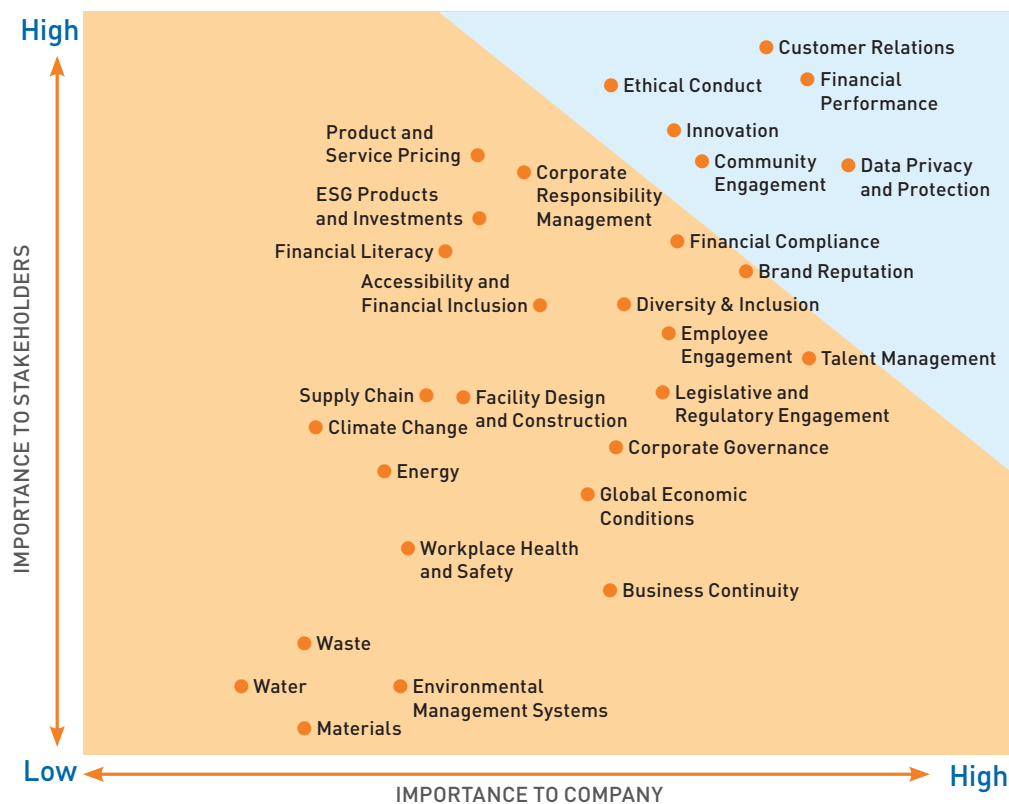 High
Customer Relations
Ethical Conduct
Financial
Performance
Product and
Service Pricing
Innovation
Corporate
Responsibility
Management
Community
Engagement
Data Privacy
and Protection
ESG Products
and Investments
Financial Literacy
Financial Compliance
Accessibility and
Financial Inclusion
Brand Reputation
Diversity & Inclusion
Employee
Engagement
Talent Management
Supply Chain
Facility Design
and Construction
Legislative and
Regulatory Engagement
Climate Change
Corporate Governance
Energy
Global Economic
Conditions
Workplace Health
and Safety
Business Continuity
Waste
Water
Environmental
Management Systems
Materials
IMPORTANCE TO STAKEHOLDERS
Low
High
IMPORTANCE TO COMPANY